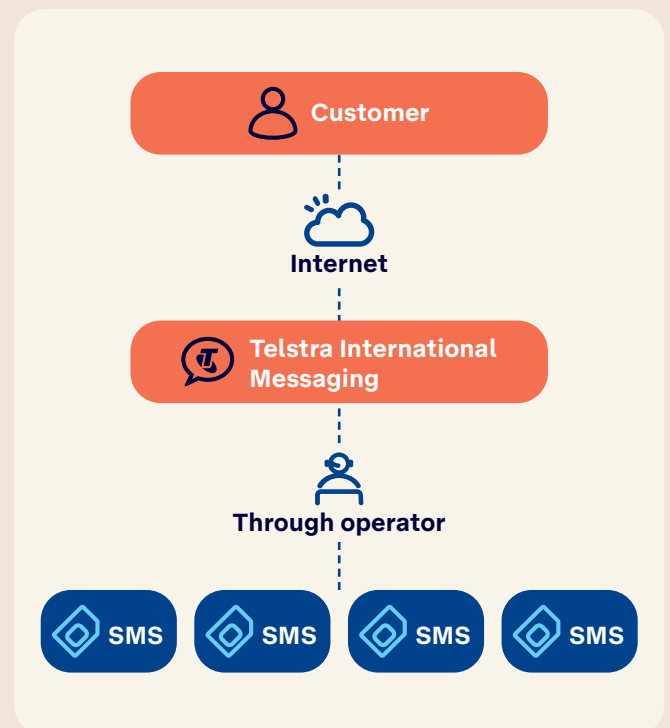 Customer
Internet
Telstra International
Messaging
Through operator
SMS SMS SMS SMS